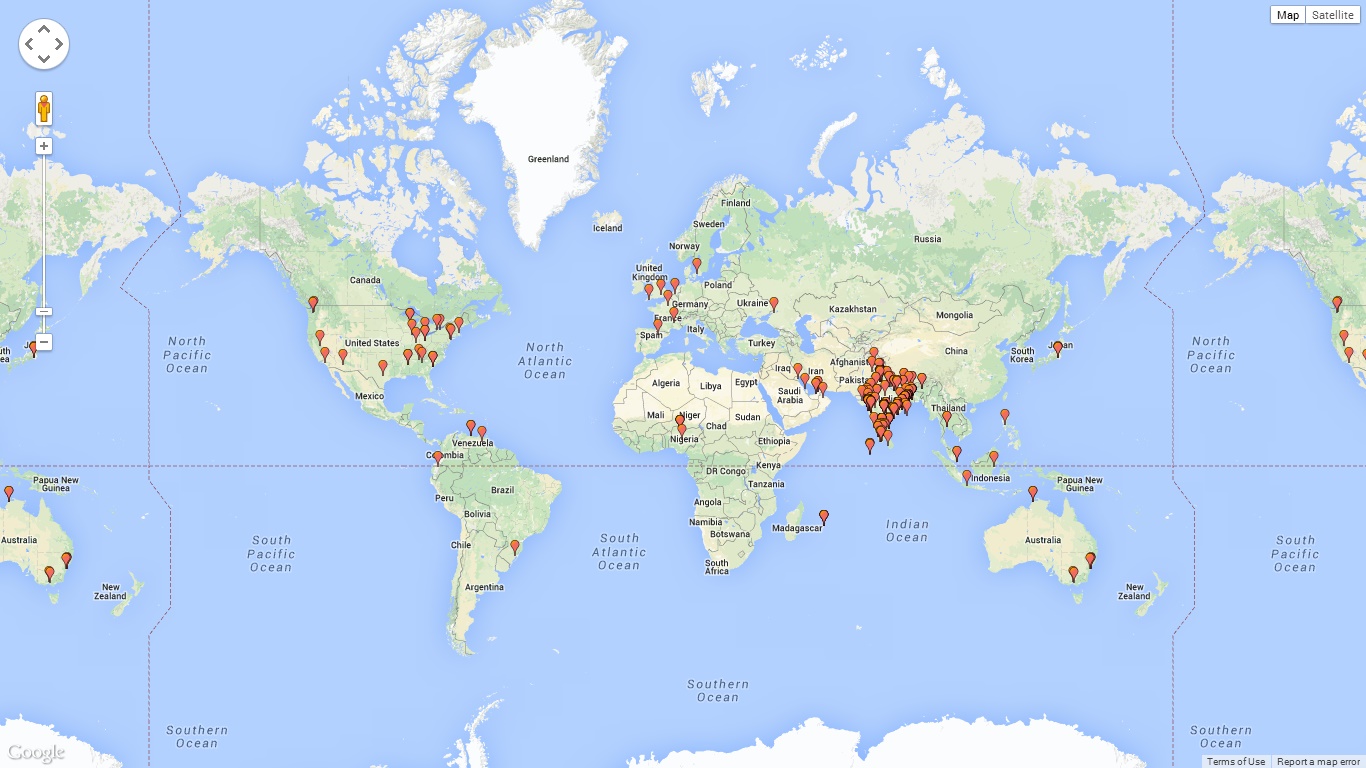 Map Satellite
Greenland
Finland
Iceland
Sweden
Norway
Russia
United
Kingdom
Canada
Poland
Germany
Ukraine
Kazakhstan
France
Mongolia
Italy
Spain
North
Pacific
Ocean
United States
North
Atlantic
Ocean
Turkey
China
South
Korea
North
Pacific
Ocean
Iraq
Iran
Afghanistan
Pakistan
Algeria
Libya
Egypt
Saudi
Arabia
Mexico
Mali
Niger
Sudan
Chad
Thailand
Nigeria
Ethiopia
Venezuela
Colombia
Kenya
DR Congo
Tanzania
Indonesia
Papua New
Guinea
Papua New
Guinea
Peru
Brazil
Angola
Bolivia
Namibia
Botswana
Madagascar
Indian
Ocean
Australia
Australia
South
Pacific
Ocean
Chile
South
Atlantic
Ocean
South
Africa
South
Pacific
Ocean
New
Zealand
Argentina
New
Zealand
Southern
Ocean
Southern
Ocean
Southern
Ocean
Google
Terms of Use Report a map error